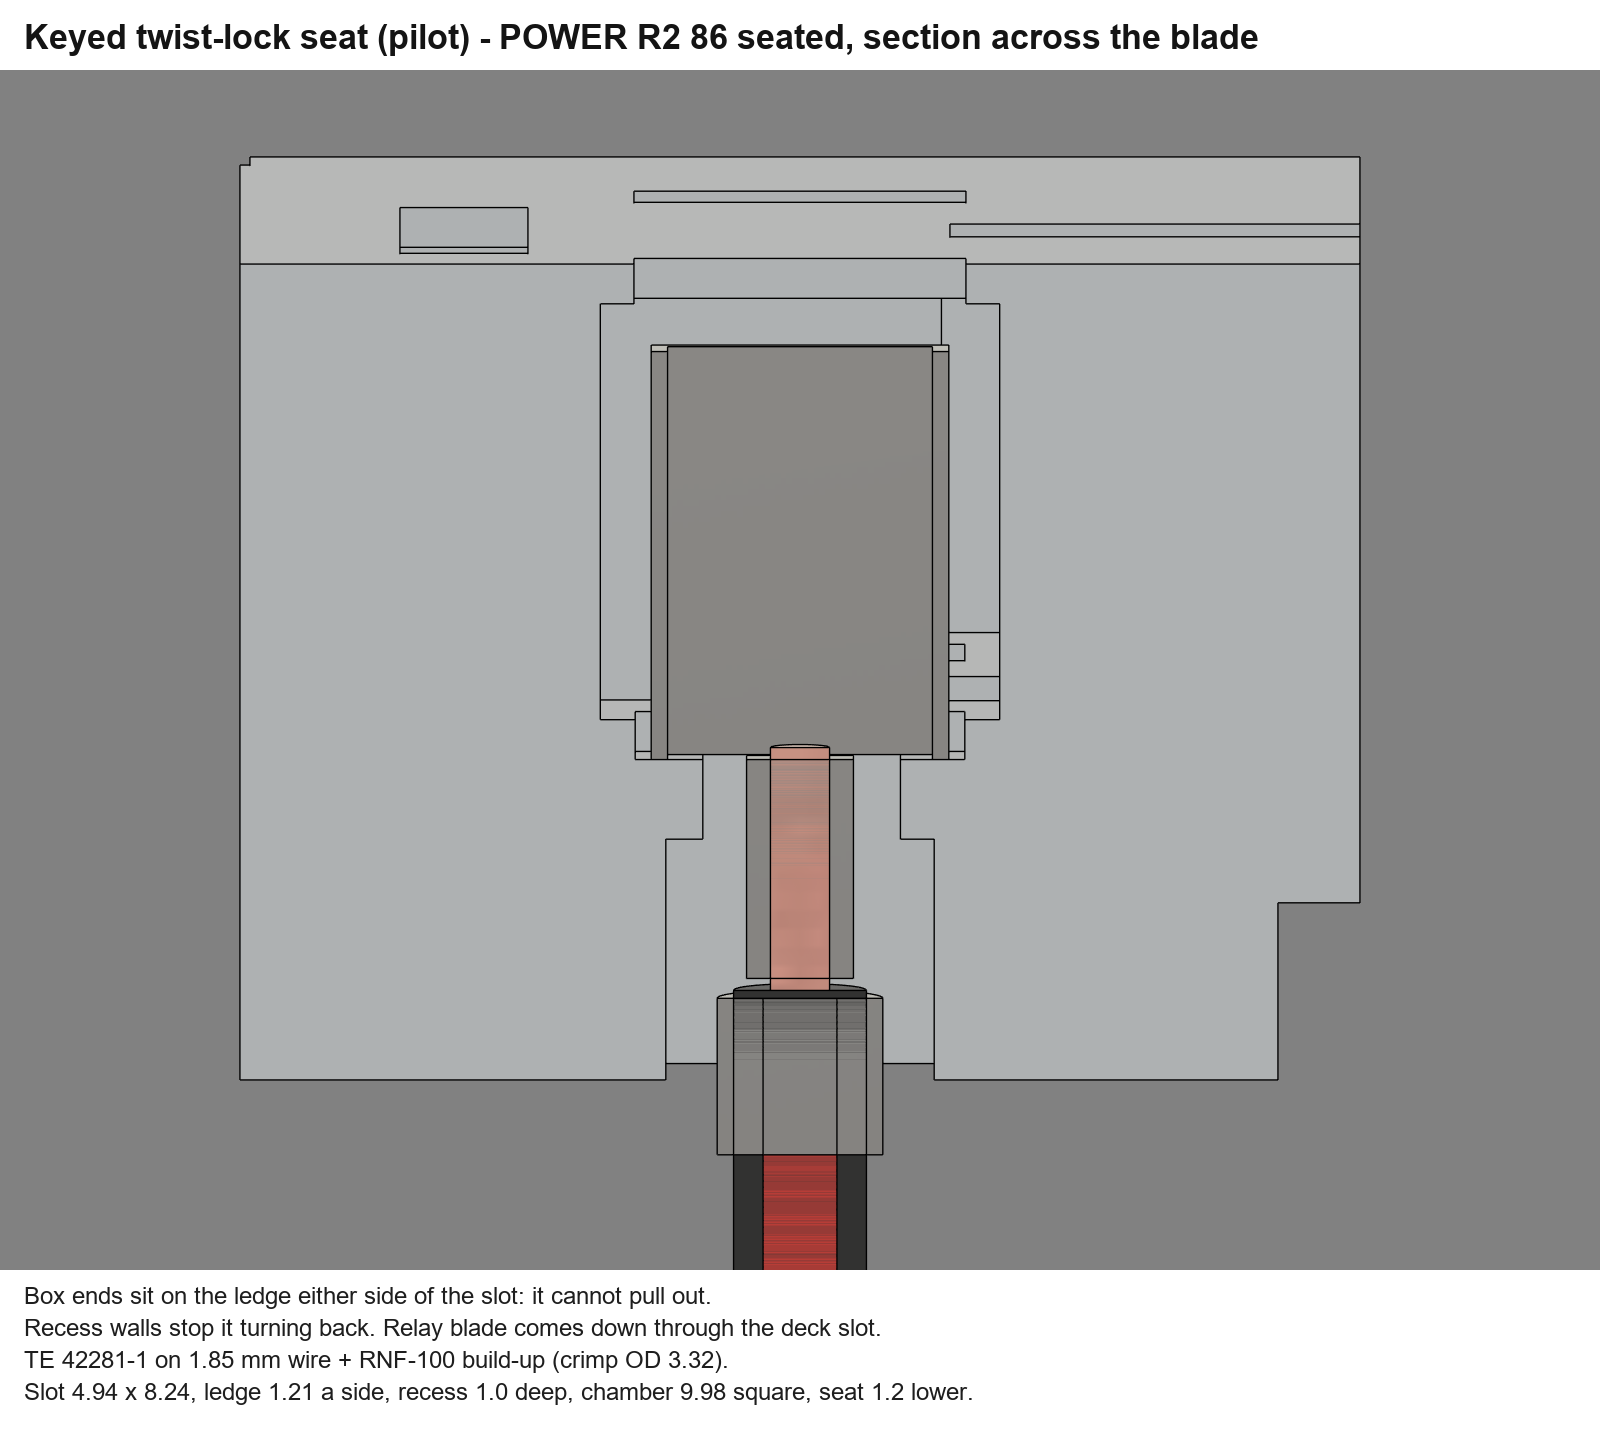 Keyed twist-lock seat (pilot) - POWER R2 86 seated, section across the blade
Box ends sit on the ledge either side of the slot: it cannot pull out.
Recess walls stop it turning back. Relay blade comes down through the deck slot.
TE 42281-1 on 1.85 mm wire + RNF-100 build-up (crimp OD 3.32).
Slot 4.94 x 8.24, ledge 1.21 a side, recess 1.0 deep, chamber 9.98 square, seat 1.2 lower.